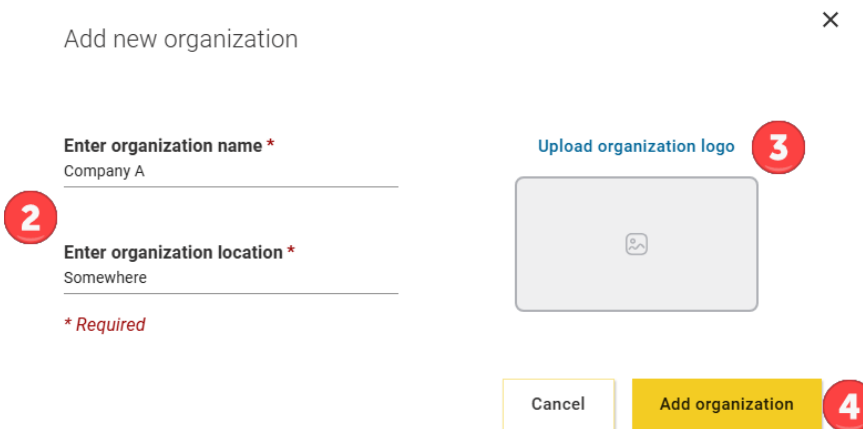 Add new organization
Enter organization name *
Company A
2
Enter organization location *
Somewhere
* Required
Upload organization logo
3
Cancel
Add organization
4